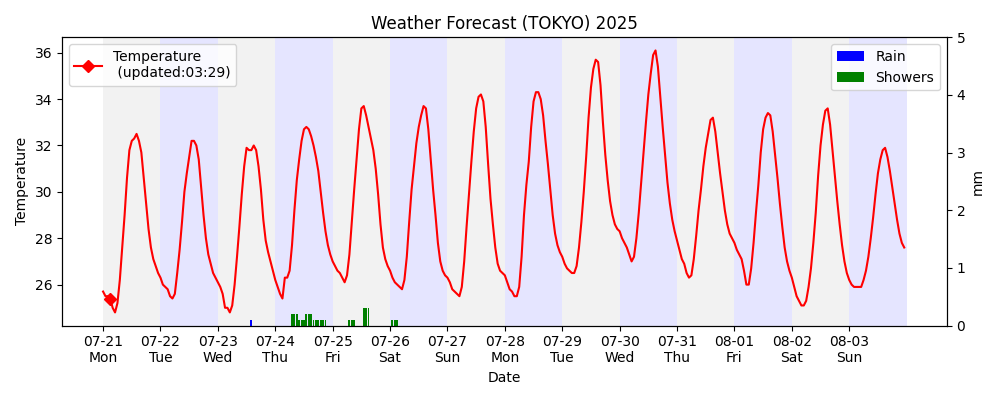 Weather Forecast (TOKYO) 2025
Temperature
(updated:03:29)
Rain
Showers
Temperature
36
34
32
30
28
26
5
4
3
2
1
0
mm
07-21 07-22 07-23 07-24 07-25 07-26 07-27 07-28 07-29 07-30 07-31 08-01 08-02 08-03
Mon Tue Wed Thu Fri Sat Sun Mon Tue Wed Thu Fri Sat Sun
Date